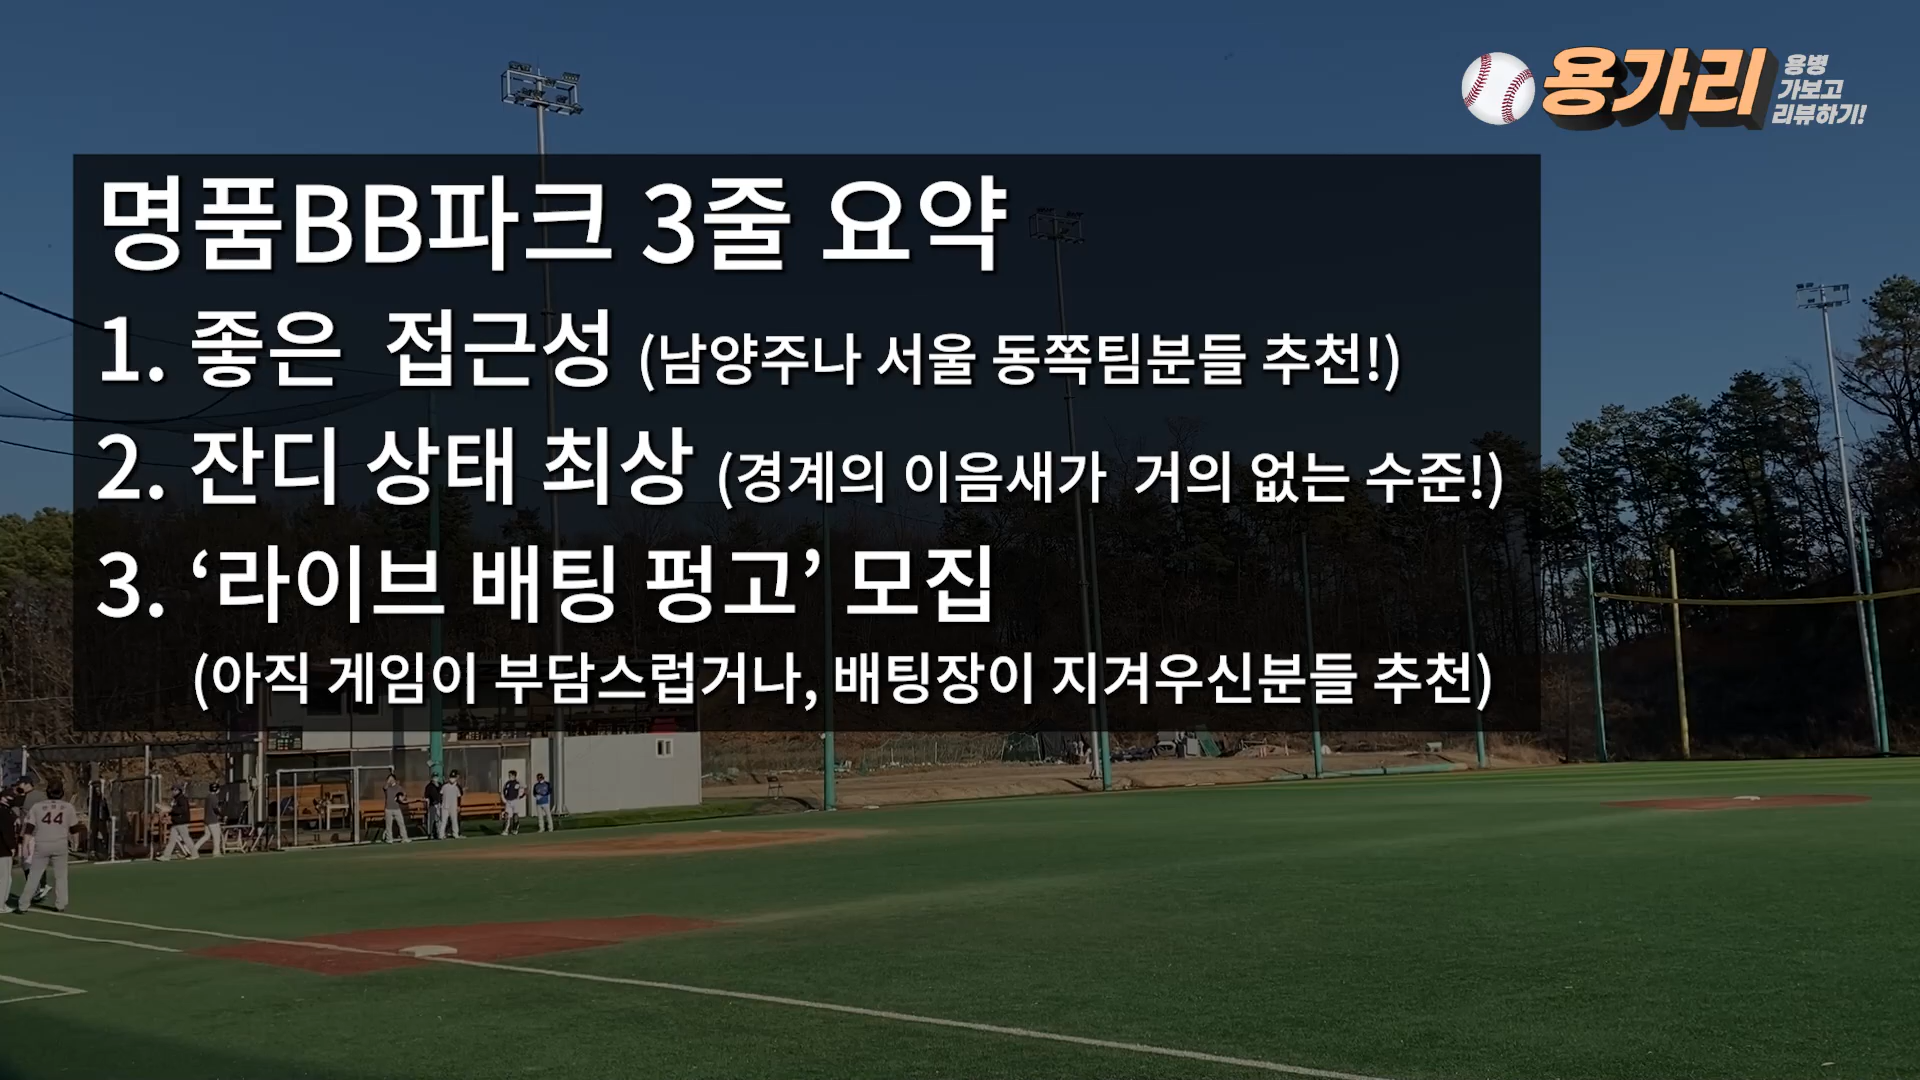 용가리
용병
가보고
리뷰하기!
명품BB파크 3줄 요약
1. 좋은 접근성 (남양주나 서울 동쪽팀분들 추천!)
2. 잔디 상태 최상 (경계의 이음새가 거의 없는 수준!)
3. ‘라이브 배팅 펑고’ 모집
(아직 게임이 부담스럽거나, 배팅장이 지겨우신분들 추천)
44